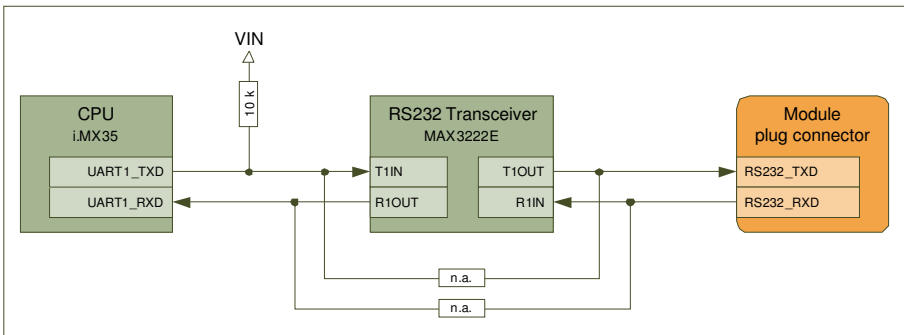 VIN
10 k
CPU
i.MX35
UART1_TXD
UART1_RXD
RS232 Transceiver
MAX3222E
T1IN
R1OUT
T1OUT
R1IN
Module
plug connector
RS232_TXD
RS232_RXD
n.a.
n.a.